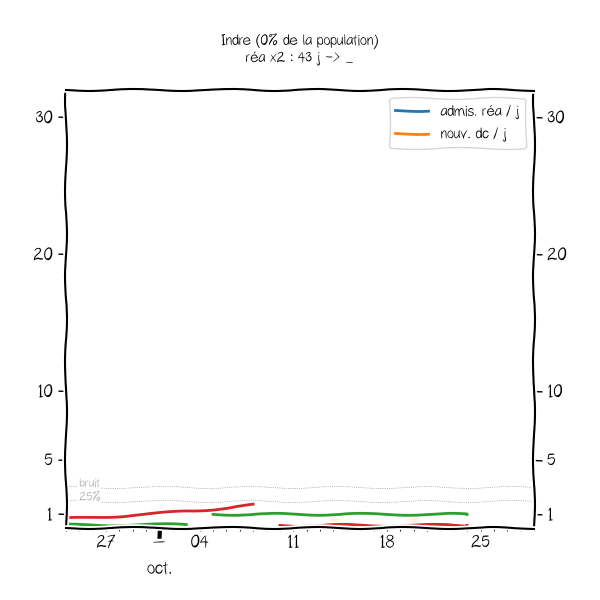 Indre (0% de la population)
réa x2 : 43 j -> _
30
20
10
5
1
admis. réa / j
nouv. dc / j
bruit
25%
30
20
10
5
1
27
04
11
18
25
oct.